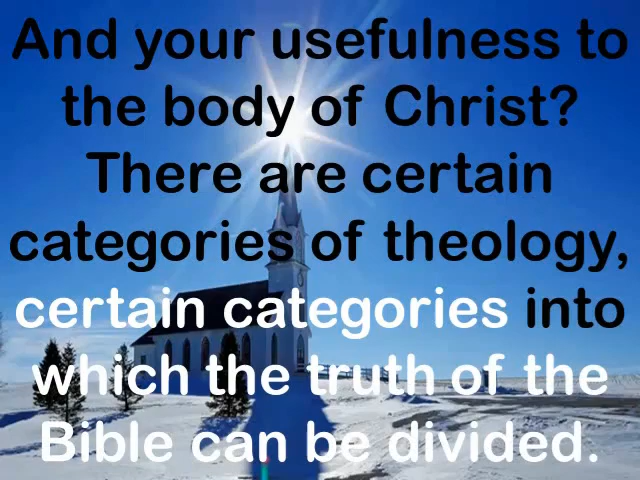 And your usefulness to
the body of Christ?
There are certain
categories of theology,
certain categories into
which the truth of the
Bible can be divided.